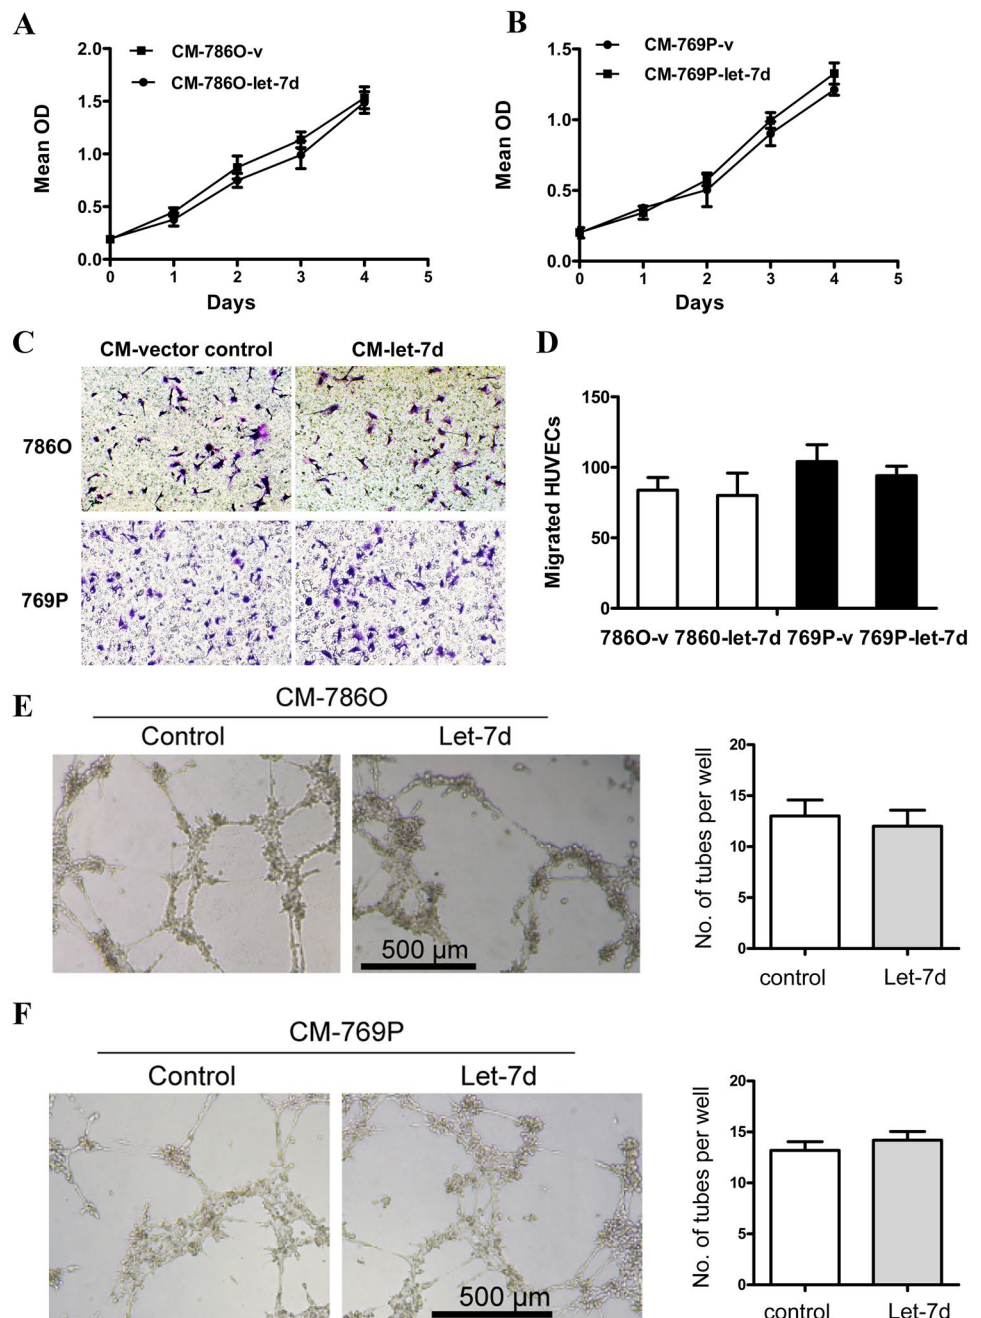 A
2.0
1.5
1.0
0.5
0.0
Mean OD
CM-786O-v
CM-786O-let-7d
0 1 2 3 4 5
Days
B
1.5
1.0
0.5
0.0
Mean OD
CM-769P-v
CM-769P-let-7d
0 1 2 3 4 5
Days
C
CM-vector control CM-let-7d
786O
769P
D
150
100
50
0
Migrated HUVECs
786O-v 7860-let-7d 769P-v 769P-let-7d
E
CM-786O
Control Let-7d
500 µm
20
15
10
5
0
No. of tubes per well
control Let-7d
F
CM-769P
Control Let-7d
500 µm
20
15
10
5
0
No. of tubes per well
control Let-7d